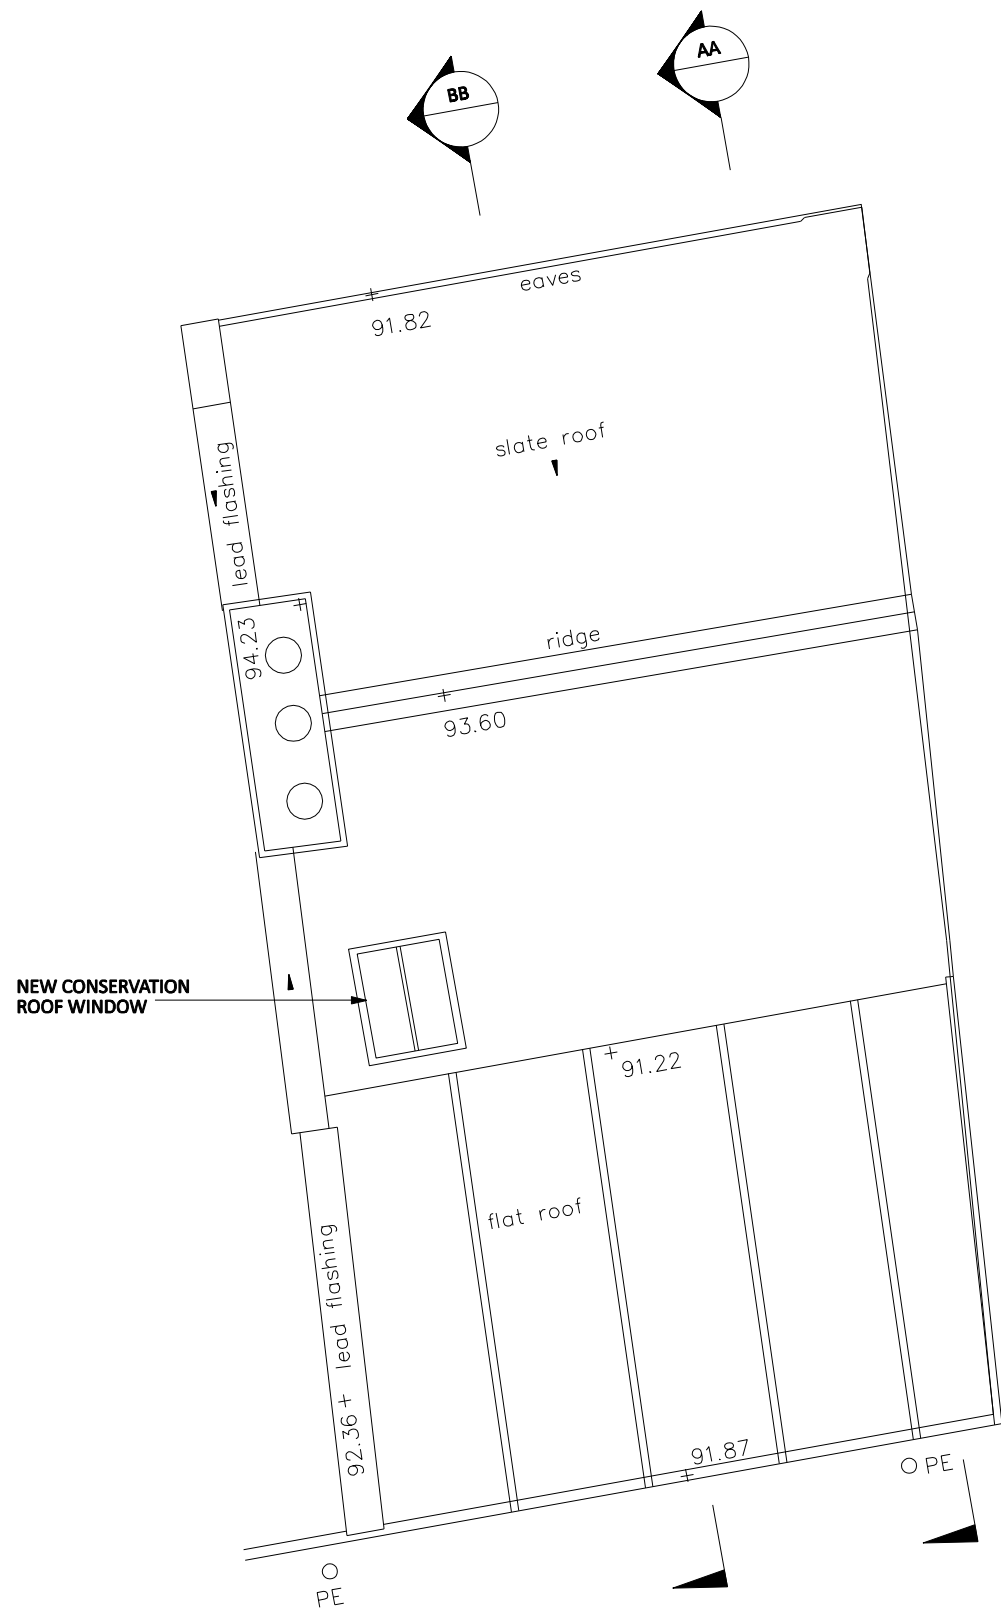 AA
BB
eaves
91.82
slate roof
lead flashing
94.23
ridge
93.60
NEW CONSERVATION
ROOF WINDOW
91.22
flat roof
92.36 + lead flashing
91.87
PE
PE